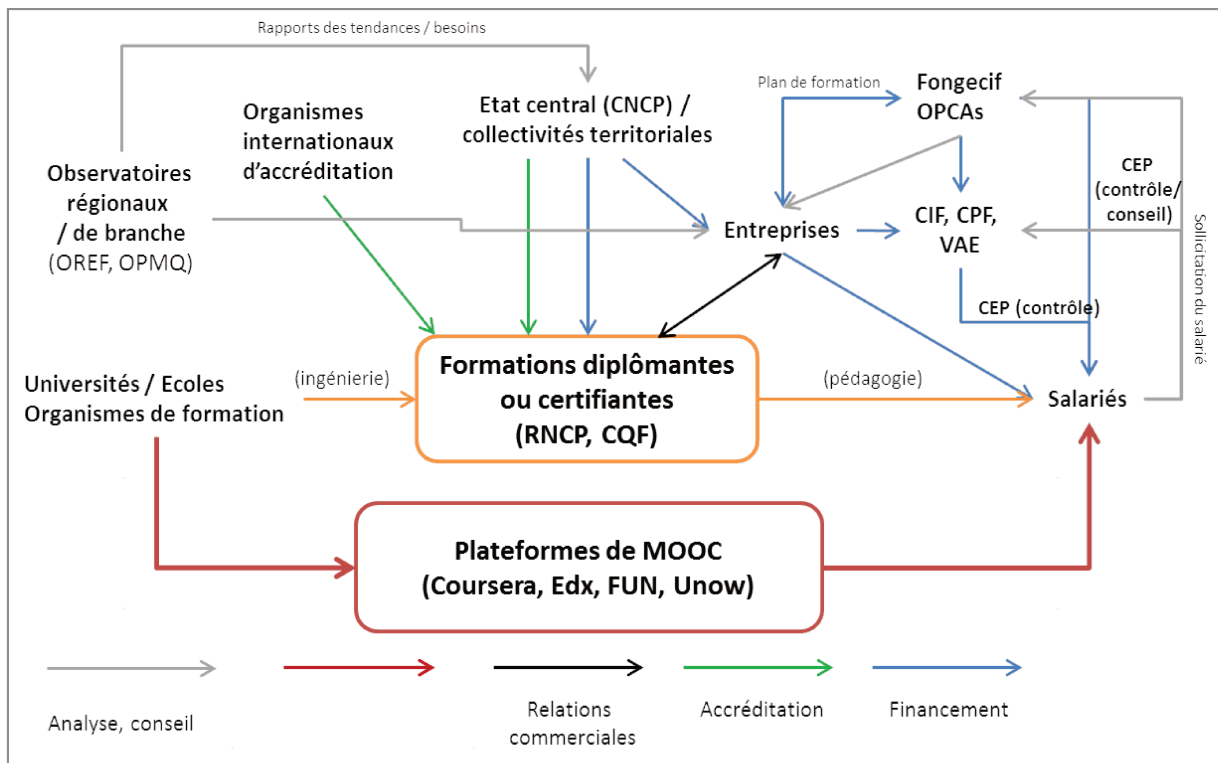 Rapports des tendances / besoins
Plan de formation
Fongecif
OPCAs
Etat central (CNCP) /
collectivités territoriales
Organismes
internationaux
d’accréditation
Observatoires
régionaux
/ de branche
(OREF, OPMQ)
CEP
(contrôle/
conseil)
Sollicitation du salarié
Entreprises
CIF, CPF,
VAE
CEP (contrôle)
Universités / Ecoles
Organismes de formation
(ingénierie)
Formations diplômantes
ou certifiantes
(RNCP, CQF)
(pédagogie)
Salariés
Plateformes de MOOC
(Coursera, Edx, FUN, Unow)
Analyse, conseil
Relations
commerciales
Accréditation
Financement